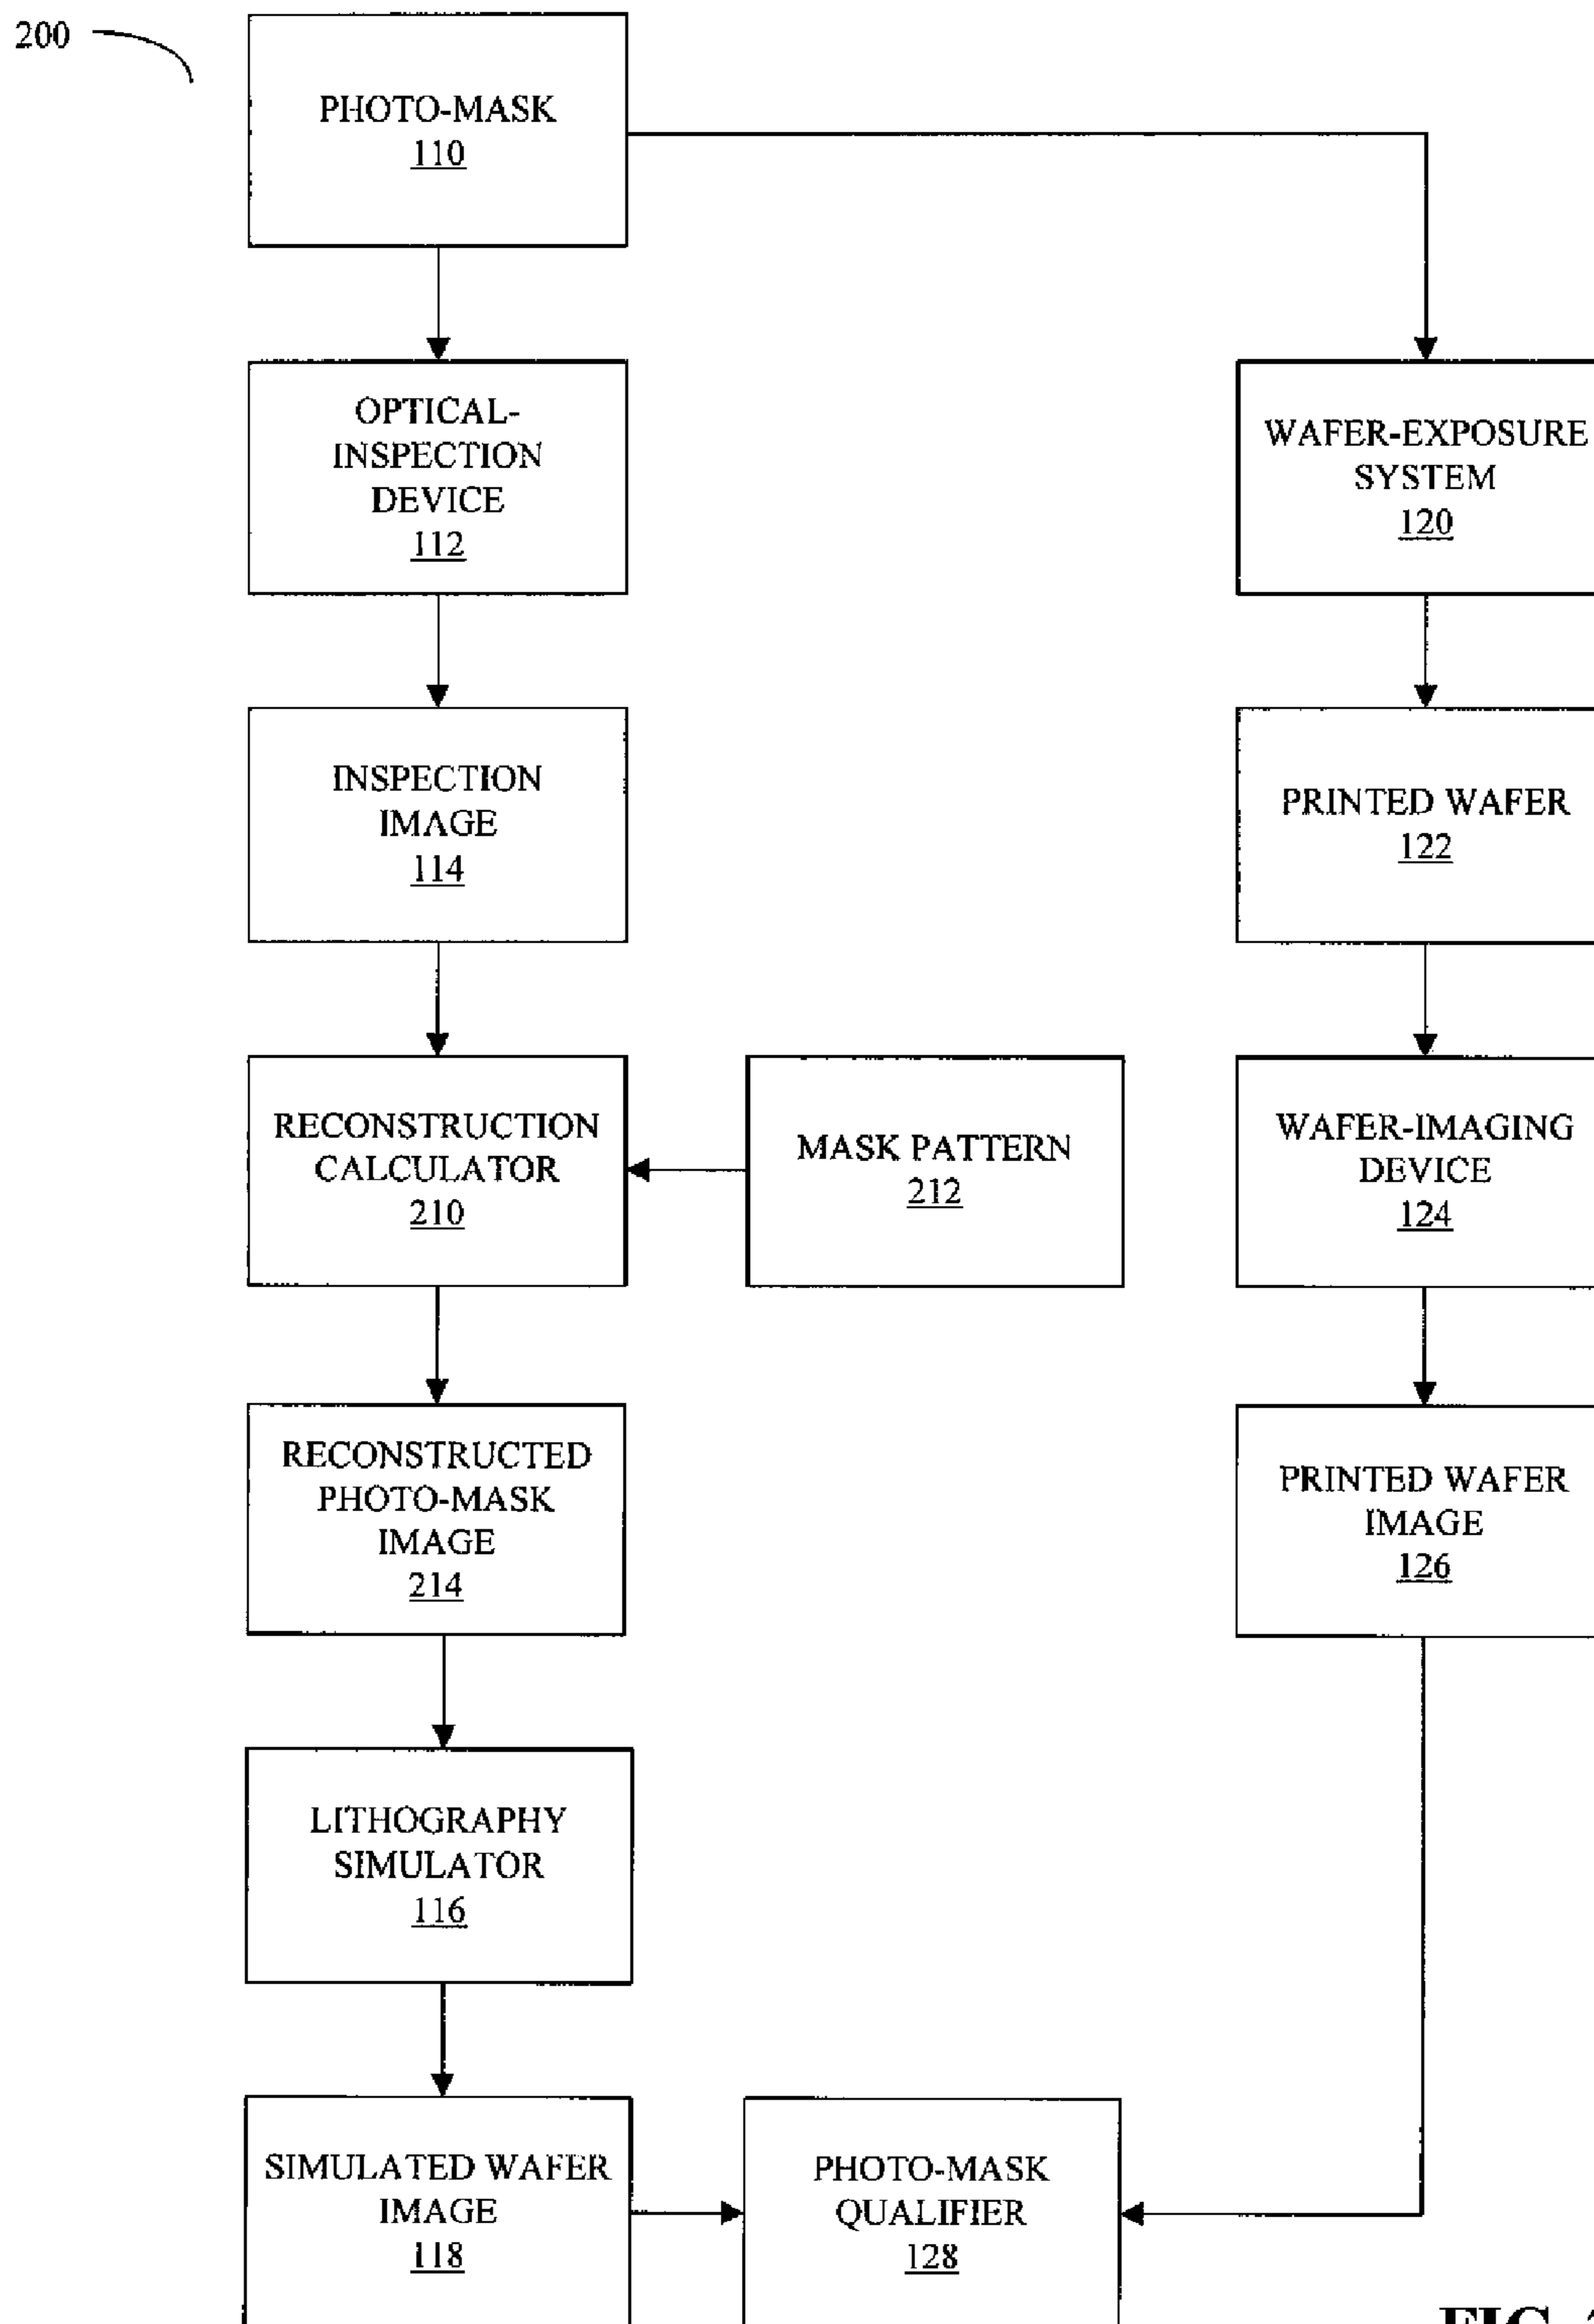 200
PHOTO-MASK
110
OPTICAL-
INSPECTION
DEVICE
112
WAFER-EXPOSURE
SYSTEM
120
INSPECTION
IMAGE
114
PRINTED WAFER
122
RECONSTRUCTION
CALCULATOR
210
MASK PATTERN
212
WAFER-IMAGING
DEVICE
124
RECONSTRUCTED
PHOTO-MASK
IMAGE
214
PRINTED WAFER
IMAGE
126
LITHOGRAPHY
SIMULATOR
116
SIMULATED WAFER
IMAGE
118
PHOTO-MASK
QUALIFIER
128
FIG.